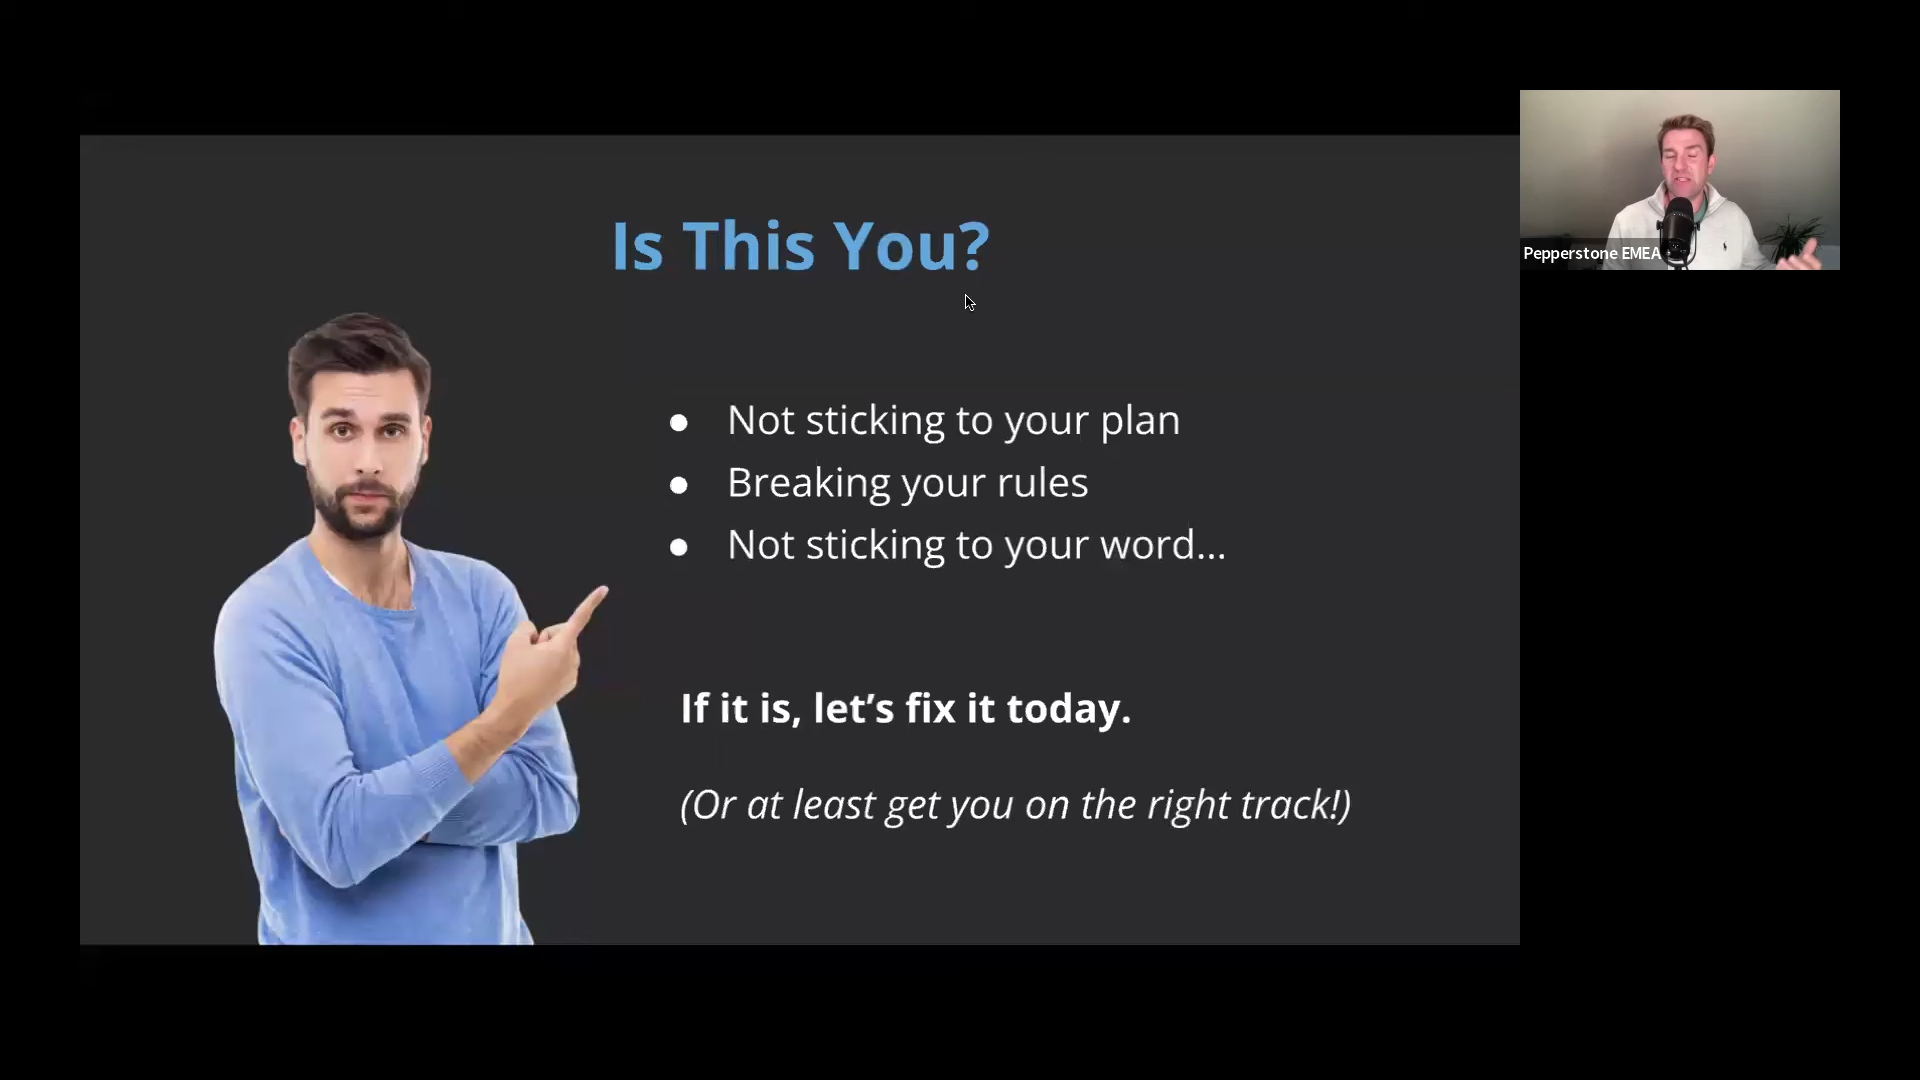 Is This You?
Pepperstone EMEA
● Not sticking to your plan
● Breaking your rules
● Not sticking to your word...
If it is, let’s fix it today.
(Or at least get you on the right track!)